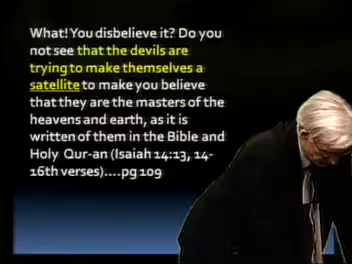 What! You disbelieve it? Do you
not see that the devils are
trying to make themselves a
satellite to make you believe
that they are the masters of the
heavens and earth, as it is
written of them in the Bible and
Holy Qur-an (Isaiah 14:13, 14-
16th verses)....pg 109